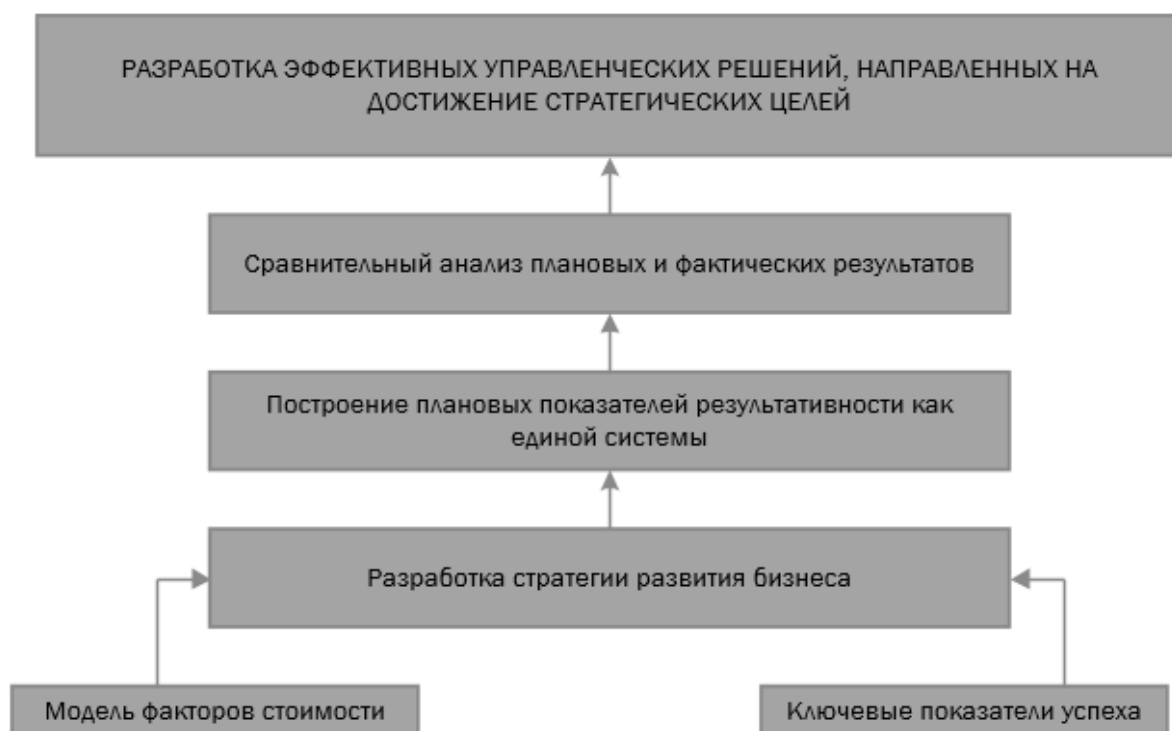 РАЗРАБОТКА ЭФФЕКТИВНЫХ УПРАВЛЕНЧЕСКИХ РЕШЕНИЙ, НАПРАВЛЕННЫХ НА
ДОСТИЖЕНИЕ СТРАТЕГИЧЕСКИХ ЦЕЛЕЙ
Сравнительный анализ плановых и фактических результатов
Построение плановых показателей результативности как
единой системы
Разработка стратегии развития бизнеса
Модель факторов стоимости
Ключевые показатели успеха